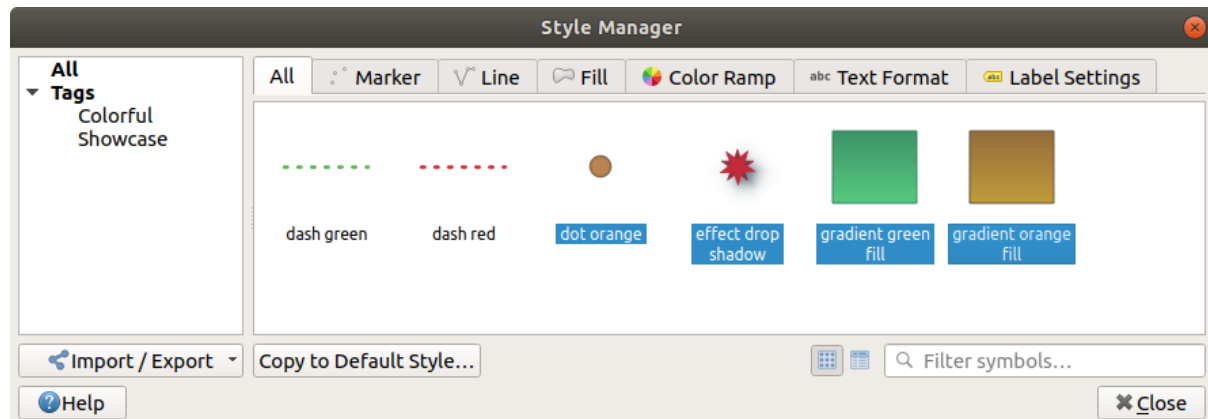 Style Manager
All
Tags
Colorful
Showcase
All
Marker
Line
Fill
Color Ramp
abc Text Format
abc Label Settings
dash green
dash red
dot orange
effect drop
shadow
gradient green
fill
gradient orange
fill
Import / Export
Copy to Default Style...
Filter symbols...
Help
Close